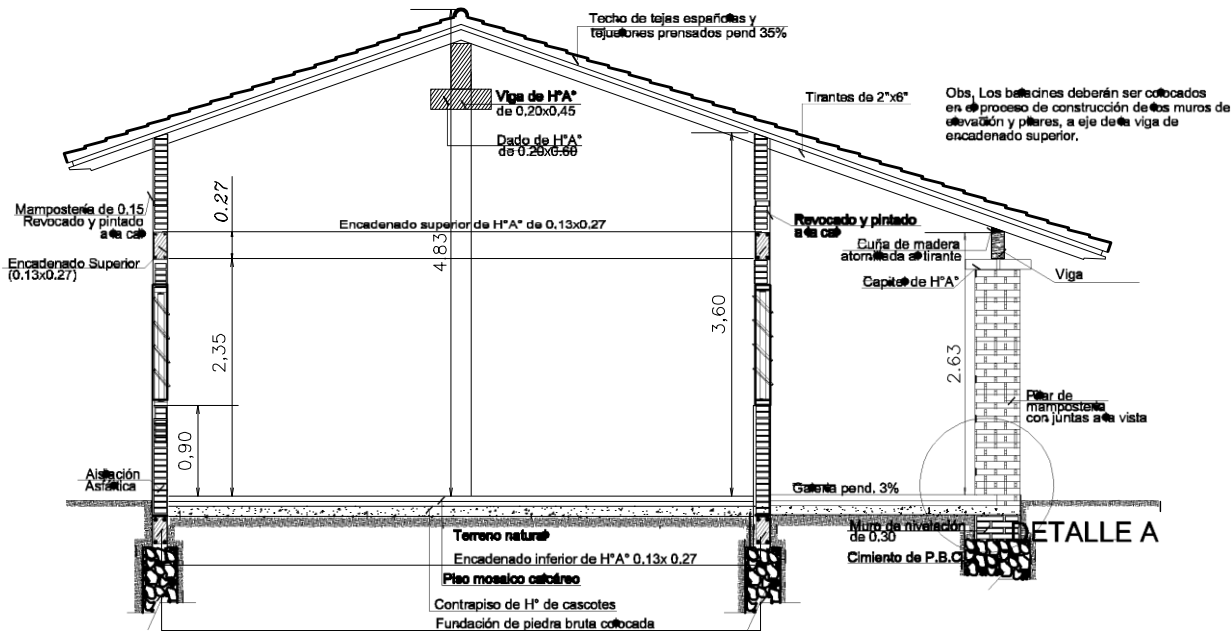 Techo de tejas españolas y
tejuelones prensados pend 35%
Viga de H°A°
de 0,20x0,45
Dado de H°A°
de 0.20x0.60
Tirantes de 2"x6"
Obs. Los balancines deberán ser colocados
en el proceso de construcción de los muros de
elevación y pilares, a eje de la viga de
encadenado superior.
Mampostería de 0.15
Revocado y pintado
a la cal
0.27
Encadenado superior de H°A° de 0.13x0.27
4.83
Revocado y pintado
a la cal
Encadenado Superior
(0.13x0.27)
Cuña de madera
atornillada a tirante
Capitel de H°A°
Viga
3,60
2,35
2.63
Pilar de
mampostería
con juntas a la vista
0,90
Aislación
Asfáltica
Galería pend. 3%
Terreno natural
Muro de nivelación
de 0.30
DETALLE A
Encadenado inferior de H°A° 0.13x 0.27
Cimiento de P.B.C.
Piso mosaico calcáreo
Contrapiso de H° de cascotes
Fundación de piedra bruta colocada